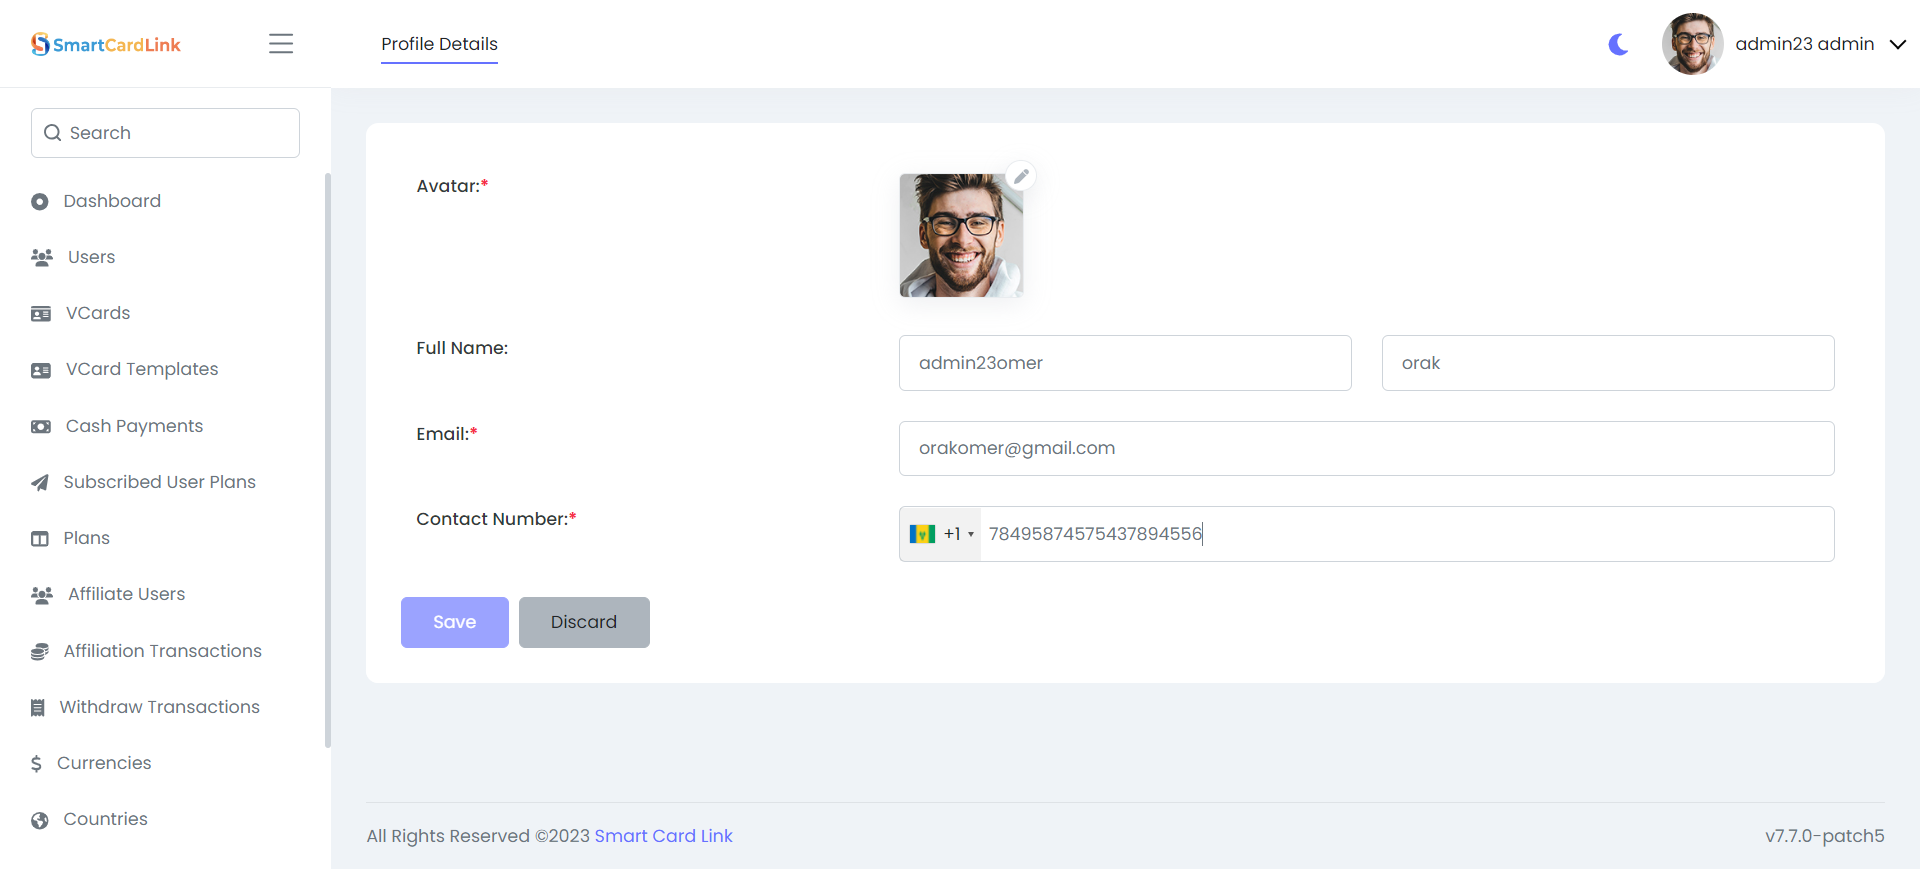 SmartCardLink
Profile Details
admin23 admin
Search
Dashboard
Users
VCards
VCard Templates
Cash Payments
Subscribed User Plans
Plans
Affiliate Users
Affiliation Transactions
Withdraw Transactions
Currencies
Countries
Avatar:*
Full Name:
admin23omer
orak
Email:*
orakomer@gmail.com
Contact Number:*
+1 78495874575437894556
Save
Discard
All Rights Reserved ©2023 Smart Card Link
v7.7.0-patch5